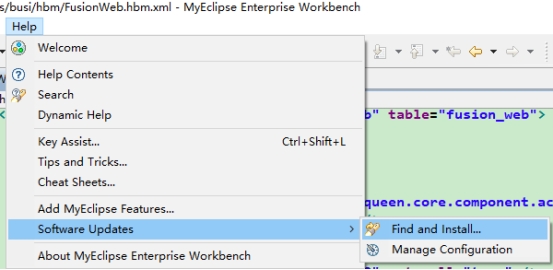 s/busi/hbm/FusionWeb.hbm.xml - MyEclipse Enterprise Workbench
Help
Welcome
Help Contents
Search
Dynamic Help
b" table="fusion_web">
Key Assist... Ctrl+Shift+L
Tips and Tricks...
Cheat Sheets...
queen.core.component.ac
Add MyEclipse Features...
Software Updates
Find and Install...
Manage Configuration
About MyEclipse Enterprise Workbench